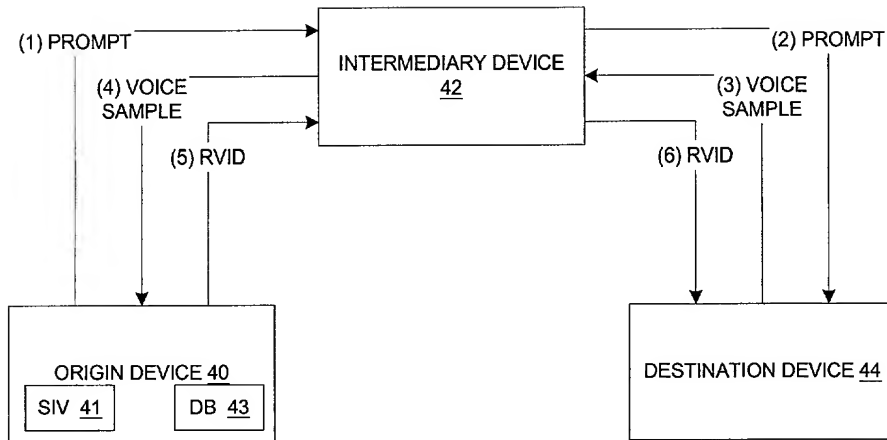 (1) PROMPT
INTERMEDIARY DEVICE
42
(2) PROMPT
(4) VOICE
SAMPLE
(3) VOICE
SAMPLE
(5) RVID
(6) RVID
ORIGIN DEVICE 40
SIV 41
DB 43
DESTINATION DEVICE 44